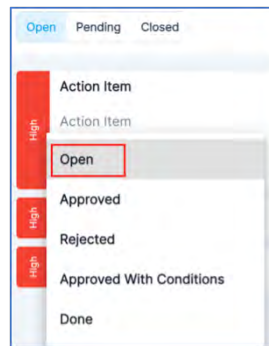 Open Pending Closed
Action Item
High
Action Item
Open
Approved
High
Rejected
High
Approved With Conditions
Done